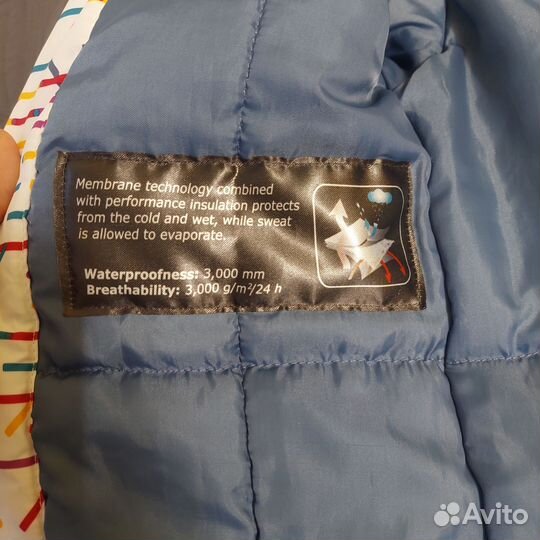 Membrane technology combined
with performance insulation protects
from the cold and wet, while sweat
is allowed to evaporate.
Waterproofness: 3,000 mm
Breathability: 3,000 g/m²/24 h
Avito